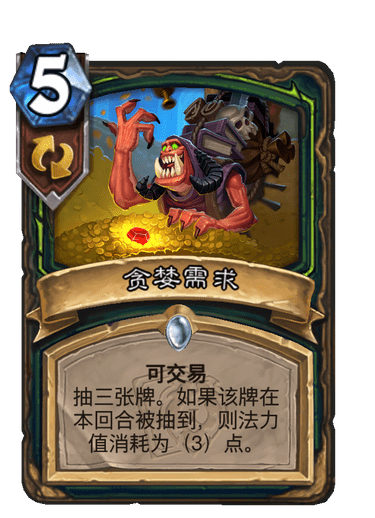 5
贪婪需求
可交易
抽三张牌。如果该牌在
本回合被抽到，则法力
值消耗为（3）点。